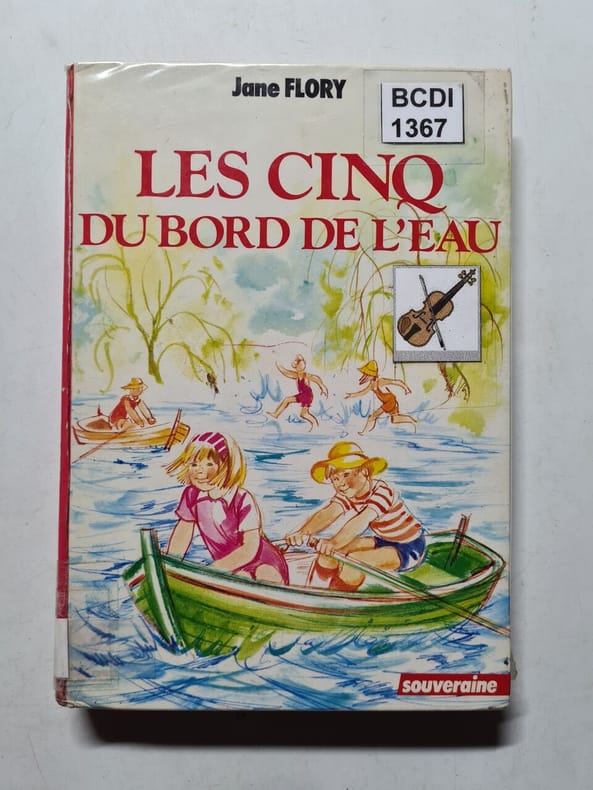 Jane FLORY
BCDI
1367
LES CINQ
DU BORD DE L'EAU
souveraine